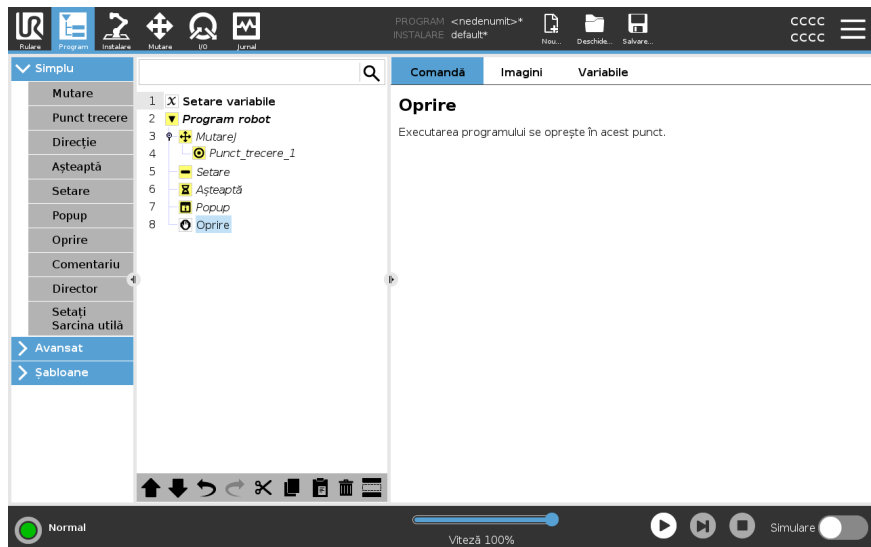 UR
PROGRAM <nedenumit>*
INSTALARE default*
Rulare Program Instalare Mutare I/O Jurnal
Nou... Deschide... Salvare...
CCCC
CCCC
Simplu
Mutare
Punct trecere
Direcție
Așteaptă
Setare
Popup
Oprire
Comentariu
Director
Setați
Sarcina utilă
Avansat
Șabloane
1 X Setare variabile
2 Program robot
3 MutareJ
4 Punct_trecere_1
5 Setare
6 Așteaptă
7 Popup
8 Oprire
Comandă Imagini Variabile
Oprire
Executarea programului se oprește în acest punct.
Normal
Viteză 100%
Simulare